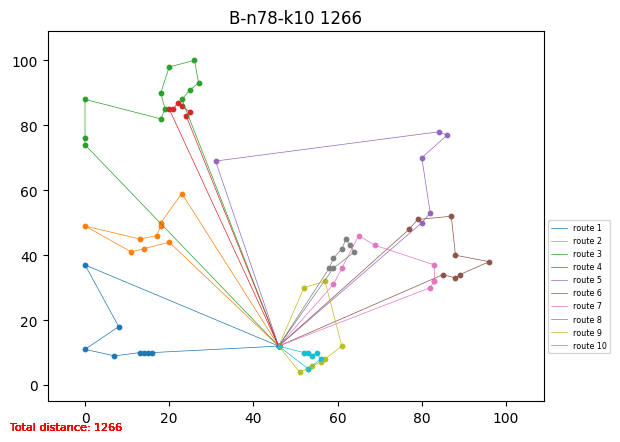 B-n78-k10 1266
100
80
60
40
20
0
0 20 40 60 80 100
route 1
route 2
route 3
route 4
route 5
route 6
route 7
route 8
route 9
route 10
Total distance: 1266